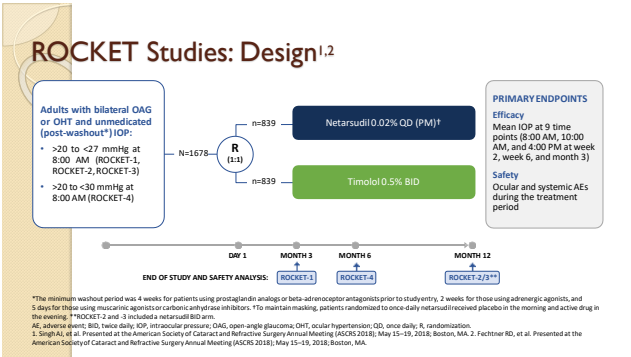 ROCKET Studies: Design1,2
Adults with bilateral OAG
or OHT and unmedicated
(post-washout*) IOP:
• >20 to <27 mmHg at
8:00 AM (ROCKET-1,
ROCKET-2, ROCKET-3)
• >20 to <30 mmHg at
8:00 AM (ROCKET-4)
N=1678
R
(1:1)
n=839
Netarsudil 0.02% QD (PM)†
n=839
Timolol 0.5% BID
PRIMARY ENDPOINTS
Efficacy
Mean IOP at 9 time
points (8:00 AM, 10:00
AM, and 4:00 PM at week
2, week 6, and month 3)
Safety
Ocular and systemic AEs
during the treatment
period
DAY 1 MONTH 3 MONTH 6 MONTH 12
END OF STUDY AND SAFETY ANALYSIS: ROCKET-1 ROCKET-4 ROCKET-2/3**
*The minimum washout period was 4 weeks for patients using prostaglandin analogs or beta-adrenoceptor antagonists prior to study entry, 2 weeks for those using adrenergic agonists, and
5 days for those using muscarinic agonists or carbonic anhydrase inhibitors. †To maintain masking, patients randomized to once-daily netarsudil received placebo in the morning and active drug in
the evening. **ROCKET-2 and -3 included a netarsudil BID arm.
AE, adverse event; BID, twice daily; IOP, intraocular pressure; OAG, open-angle glaucoma; OHT, ocular hypertension; QD, once daily; R, randomization.
1. Singh AJ, et al. Presented at the American Society of Cataract and Refractive Surgery Annual Meeting (ASCRS 2018); May 15–19, 2018; Boston, MA. 2. Fechtner RD, et al. Presented at the
American Society of Cataract and Refractive Surgery Annual Meeting (ASCRS 2018); May 15–19, 2018; Boston, MA.